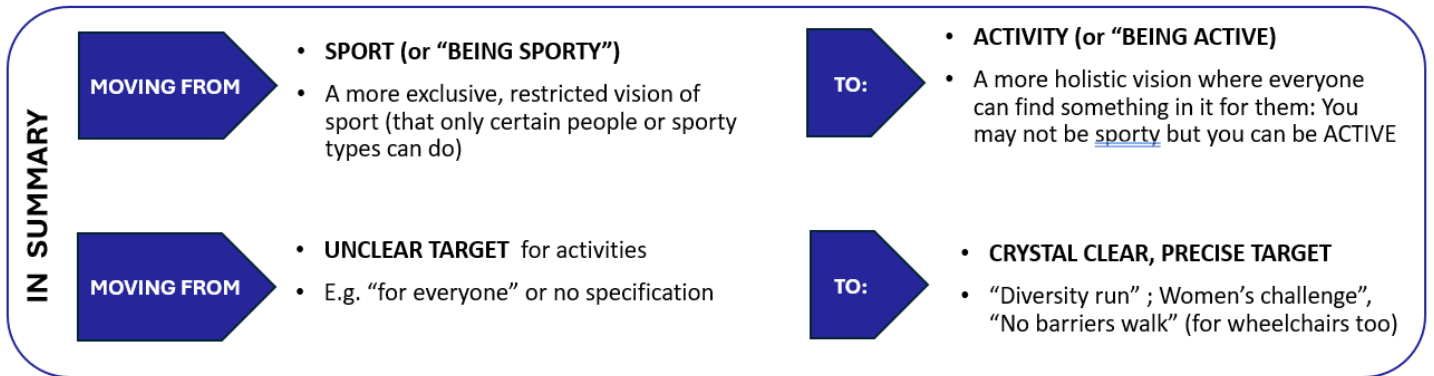 IN SUMMARY
MOVING FROM
• SPORT (or “BEING SPORTY”)
• A more exclusive, restricted vision of
sport (that only certain people or sporty
types can do)
TO:
• ACTIVITY (or “BEING ACTIVE)
• A more holistic vision where everyone
can find something in it for them: You
may not be sporty but you can be ACTIVE
MOVING FROM
• UNCLEAR TARGET for activities
• E.g. “for everyone” or no specification
TO:
• CRYSTAL CLEAR, PRECISE TARGET
• “Diversity run” ; Women’s challenge”,
“No barriers walk” (for wheelchairs too)